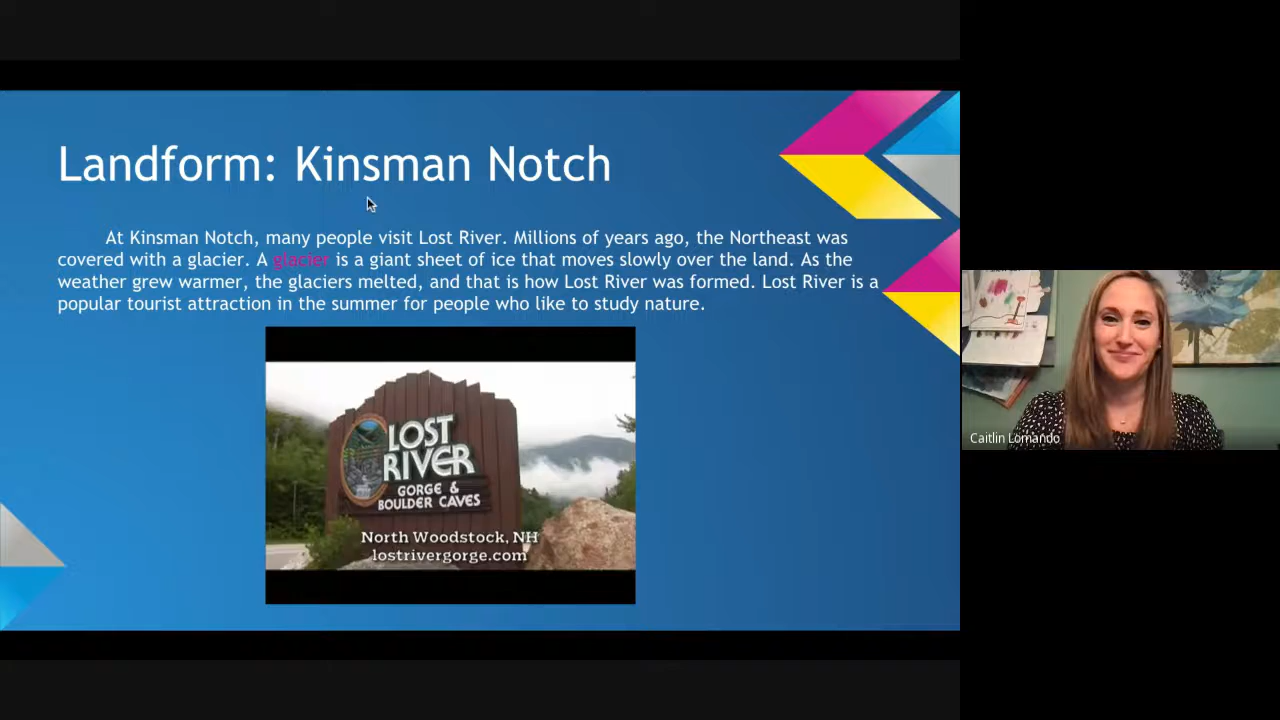 Landform: Kinsman Notch
At Kinsman Notch, many people visit Lost River. Millions of years ago, the Northeast was
covered with a glacier. A glacier is a giant sheet of ice that moves slowly over the land. As the
weather grew warmer, the glaciers melted, and that is how Lost River was formed. Lost River is a
popular tourist attraction in the summer for people who like to study nature.
LOST
RIVER
GORGE &
BOULDER CAVES
North Woodstock, NH
lostrivergorge.com
Caitlin Lomando